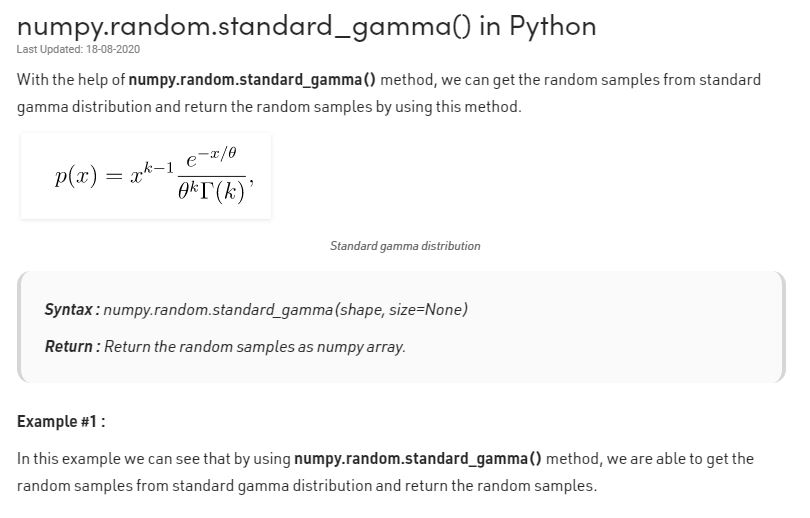 numpy.random.standard_gamma() in Python
Last Updated: 18-08-2020
With the help of numpy.random.standard_gamma() method, we can get the random samples from standard
gamma distribution and return the random samples by using this method.
p(x) = x^{k-1} \frac{e^{-x/θ}}{θ^k Γ(k)},
Standard gamma distribution
Syntax : numpy.random.standard_gamma(shape, size=None)
Return : Return the random samples as numpy array.
Example #1 :
In this example we can see that by using numpy.random.standard_gamma() method, we are able to get the
random samples from standard gamma distribution and return the random samples.